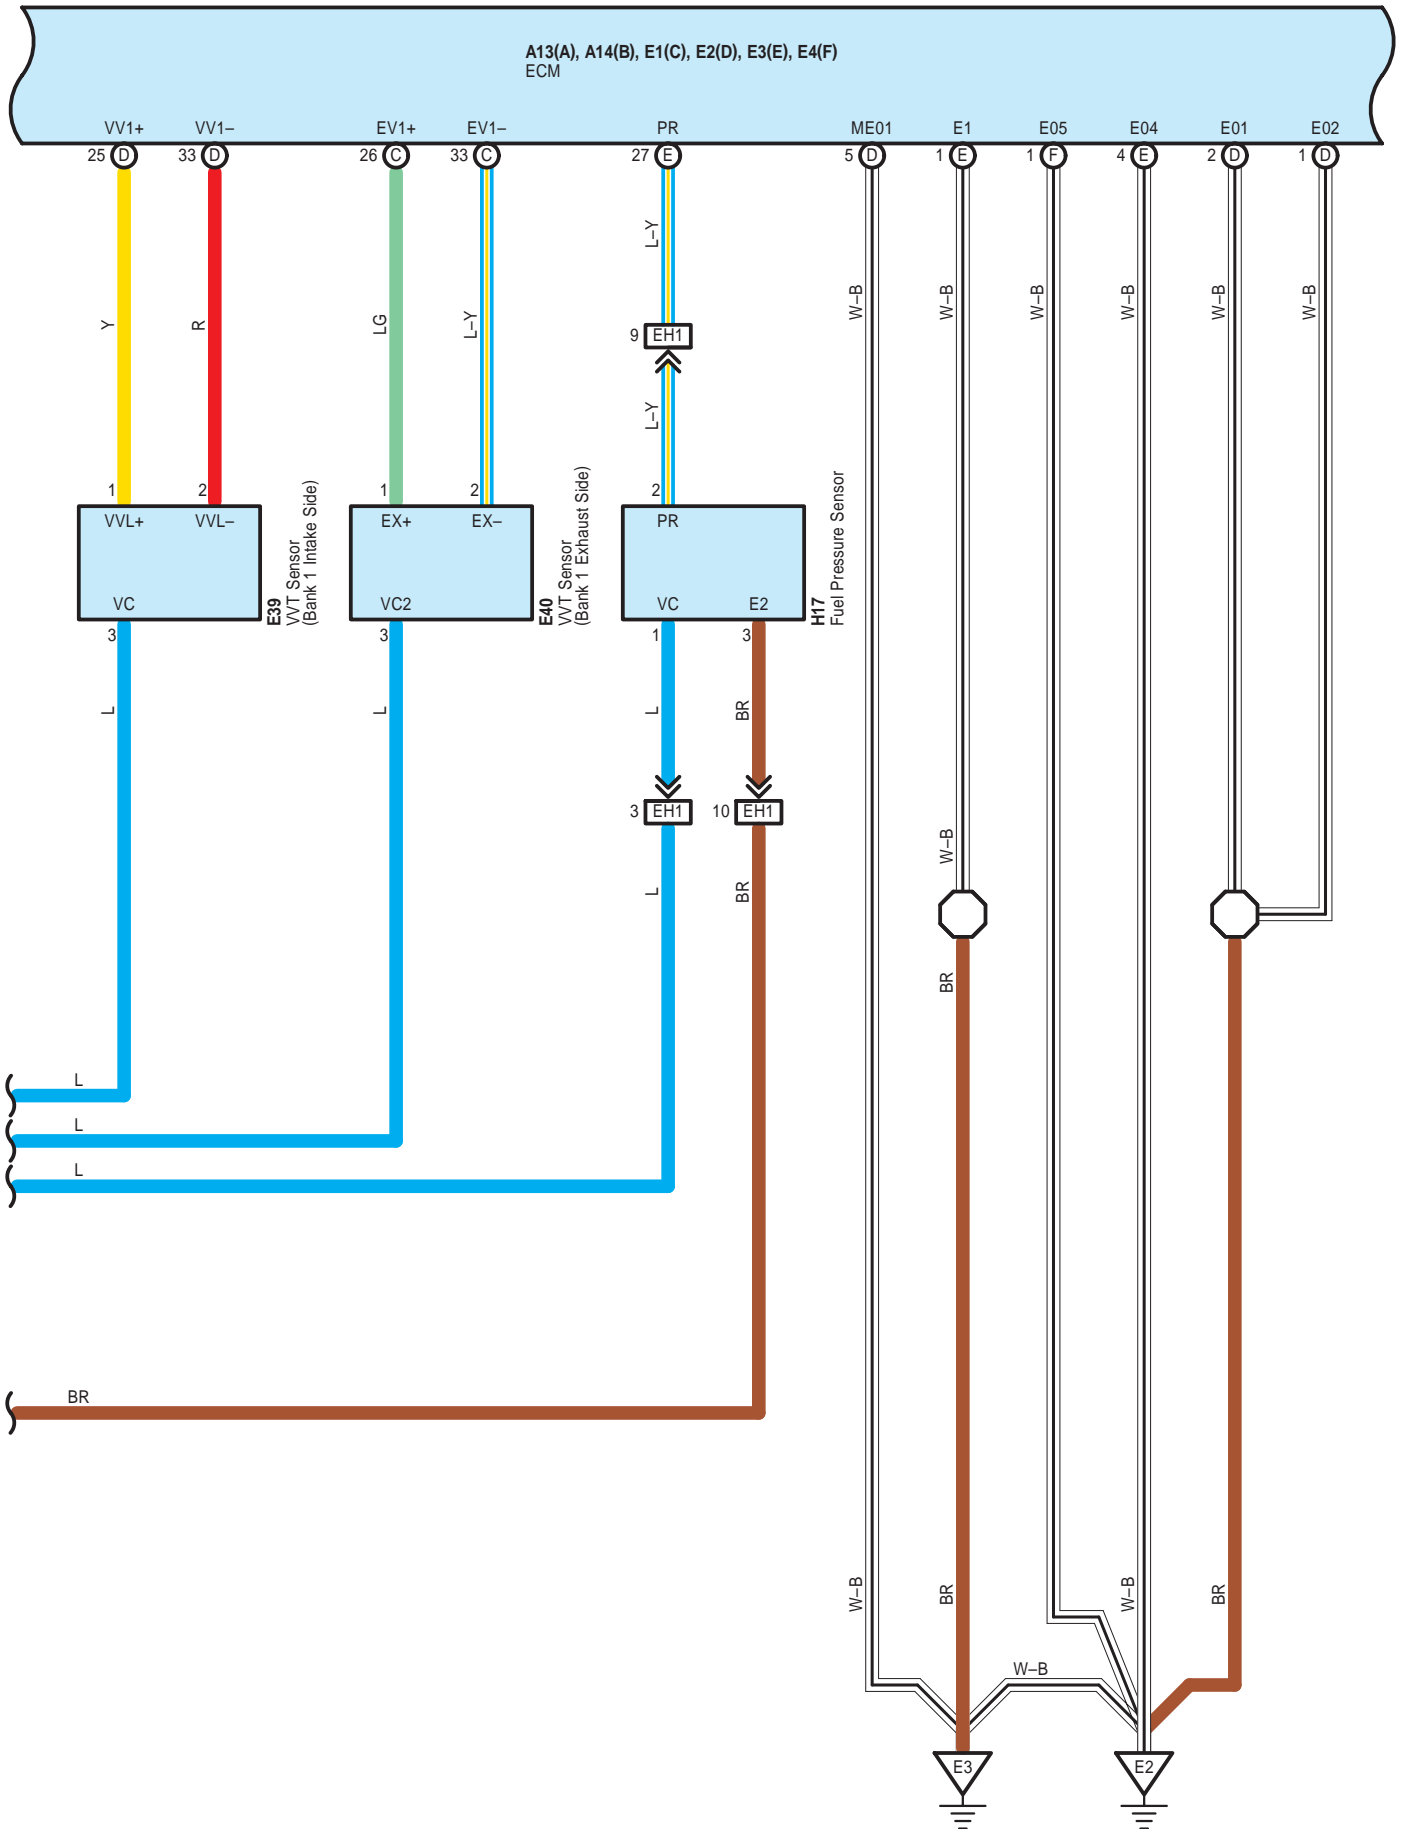 A13(A), A14(B), E1(C), E2(D), E3(E), E4(F)
ECM
VV1+ VV1– EV1+ EV1– PR ME01 E1 E05 E04 E01 E02
25 D 33 D 26 C 33 C 27 E 5 D 1 E 1 F 4 E 2 D 1 D
L–Y
Y R LG L–Y W–B W–B W–B W–B W–B W–B
9 EH1
L–Y
1 2 1 2 2
VVL+ VVL– EX+ EX– PR
VC VC2 VC E2
E39
VVT Sensor
(Bank 1 Intake Side)
E40
VVT Sensor
(Bank 1 Exhaust Side)
H17
Fuel Pressure Sensor
3 3 1 3
L L L BR
3 EH1 10 EH1
W–B
L BR
BR
L
L
L
BR
W–B BR W–B BR
W–B
E3 E2